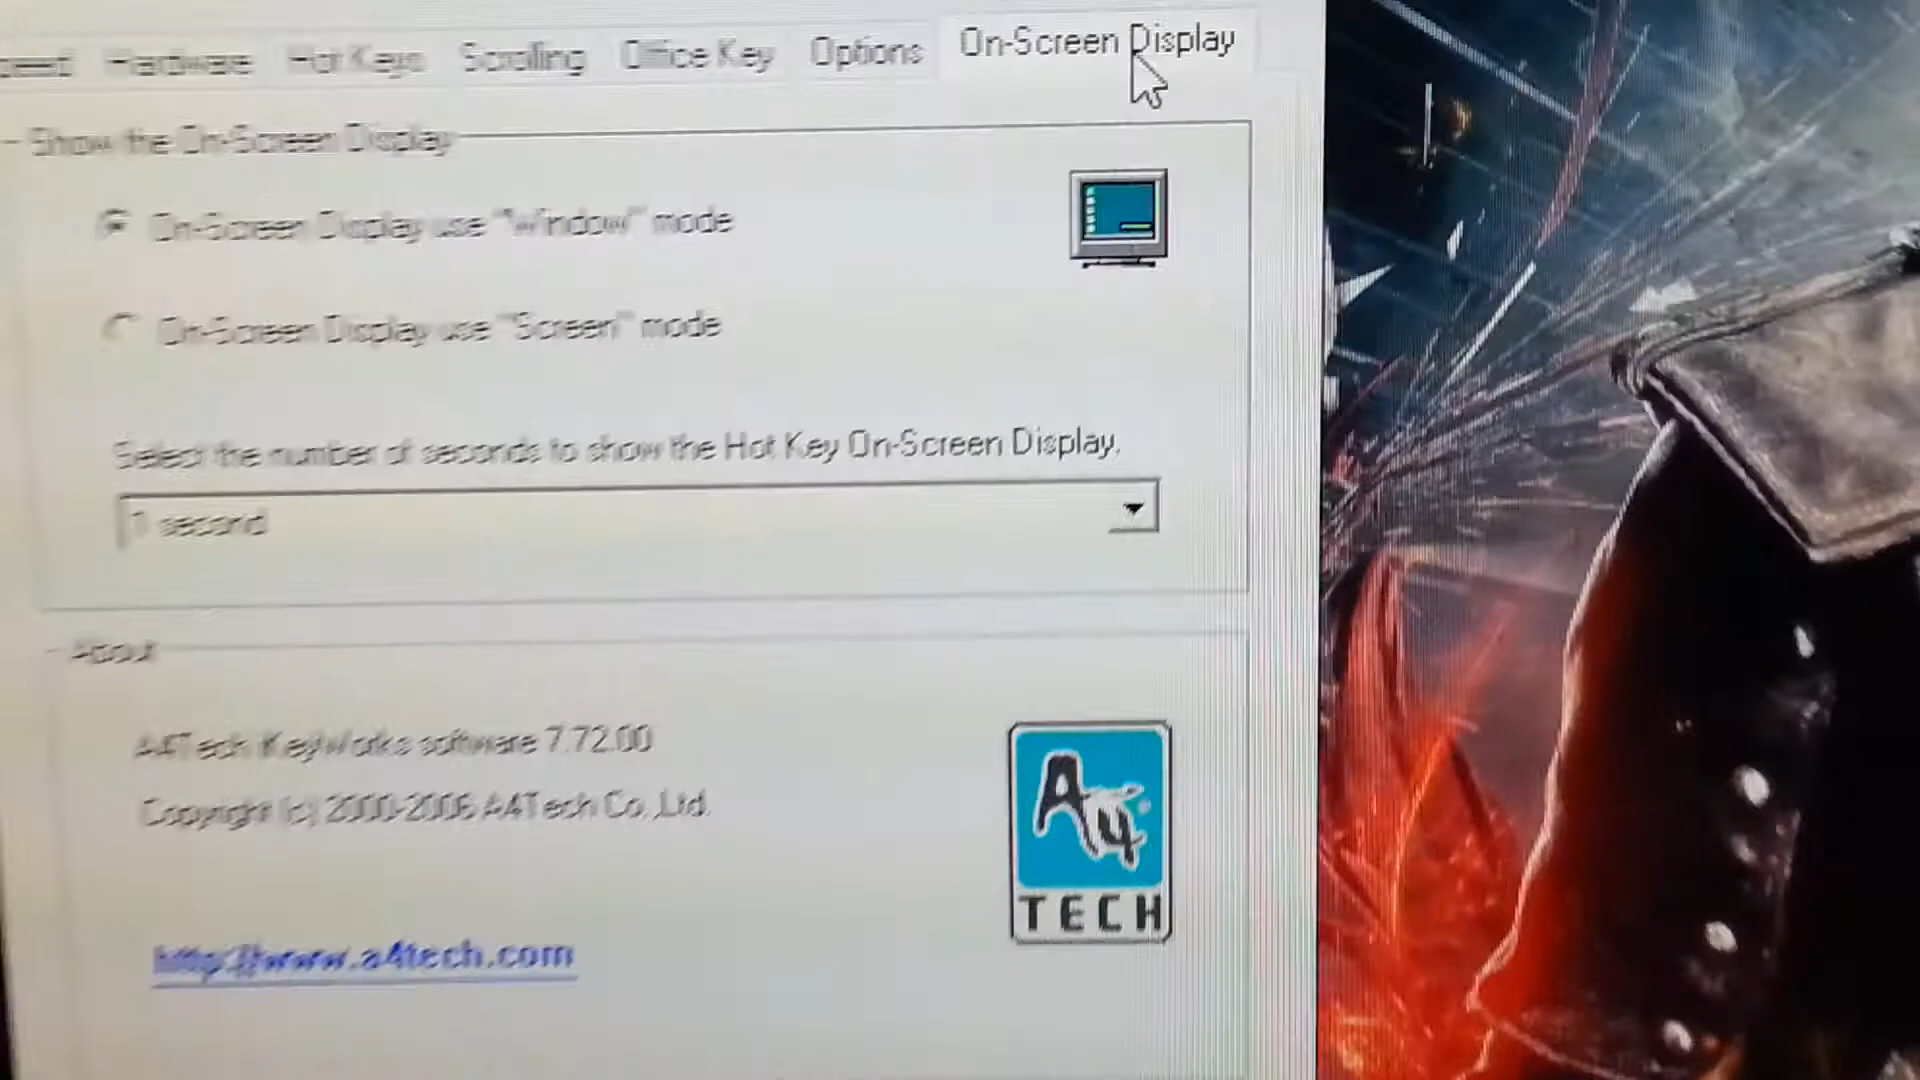 Hardware Hot Keys Scrolling Office Key Options On-Screen Display
Show the On-Screen Display
On-Screen Display use "Window" mode
On-Screen Display use "Screen" mode
Select the number of seconds to show the Hot Key On-Screen Display.
1 second
About
A4Tech KeyWorks software 7.72.00
Copyright (c) 2000-2006 A4Tech Co.,Ltd.
A4
TECH
http://www.a4tech.com